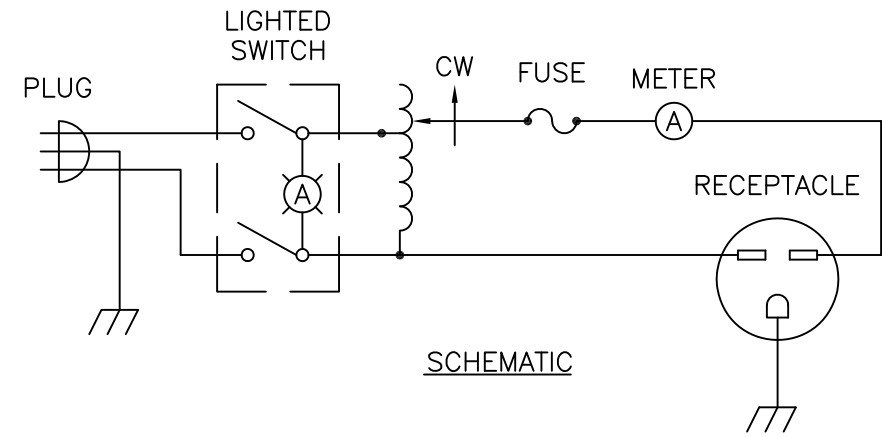 LIGHTED
SWITCH
PLUG
CW
FUSE
METER
A
RECEPTACLE
A
SCHEMATIC